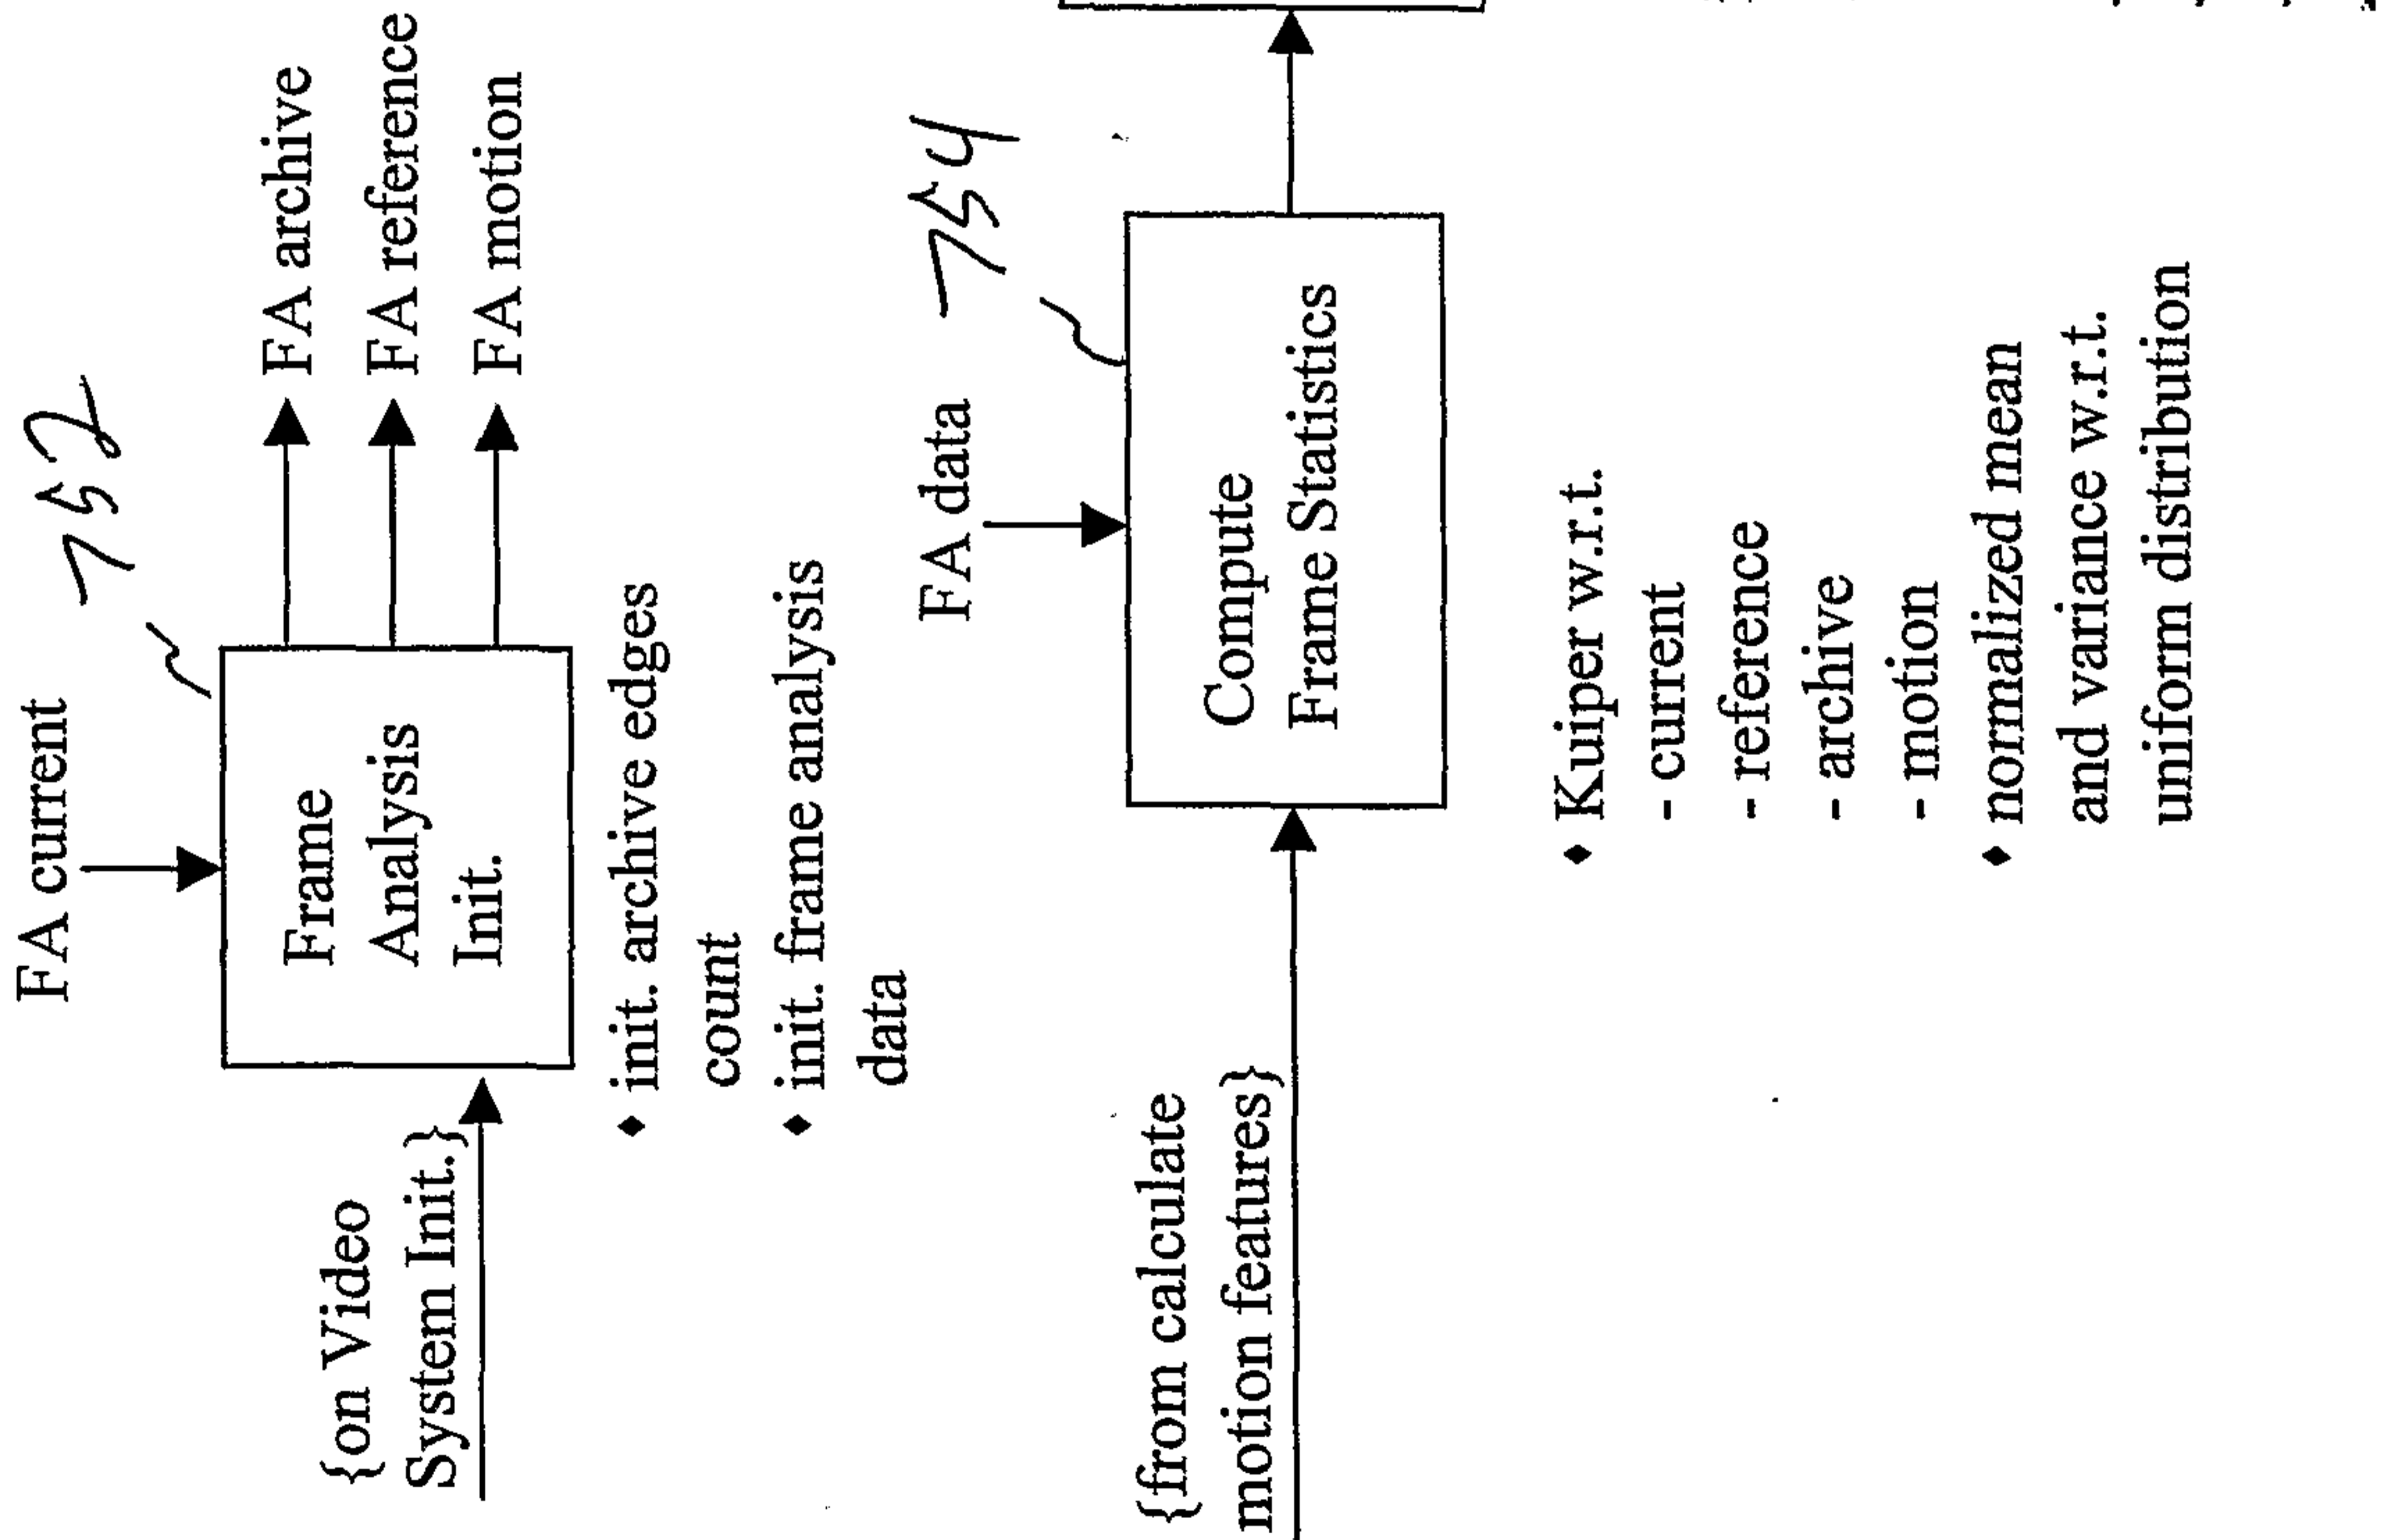 FA current
752
{on Video
System Init.}
Frame
Analysis
Init.
FA archive
FA reference
FA motion
♦ init. archive edges
count
♦ init. frame analysis
data
FA data
754
{from calculate
motion features}
Compute
Frame Statistics
♦ Kuiper w.r.t.
- current
- reference
- archive
- motion
♦ normalized mean
and variance w.r.t.
uniform distribution